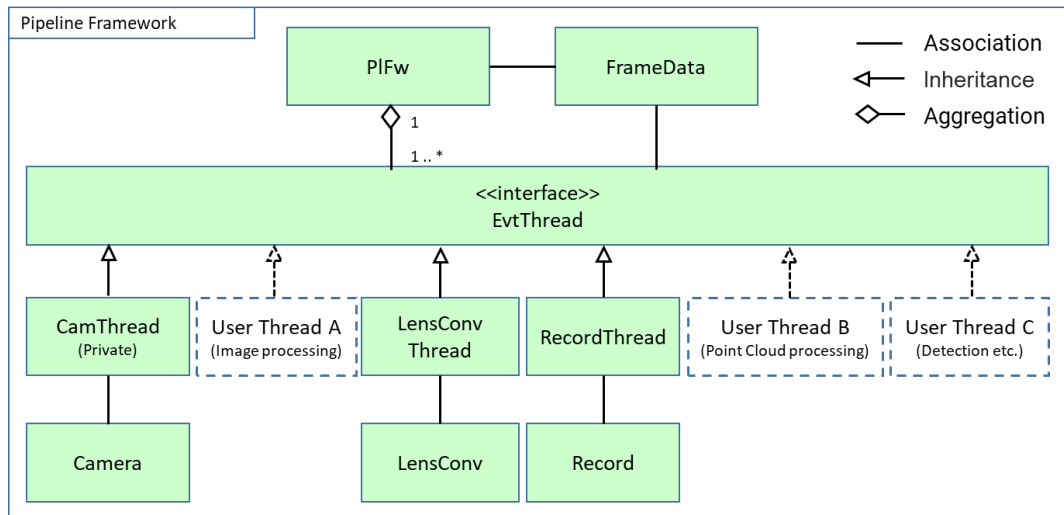 Pipeline Framework
PlFw
FrameData
Association
Inheritance
Aggregation
1
1 .. *
<<interface>>
EvtThread
CamThread
(Private)
User Thread A
(Image processing)
LensConv
Thread
RecordThread
User Thread B
(Point Cloud processing)
User Thread C
(Detection etc.)
Camera
LensConv
Record